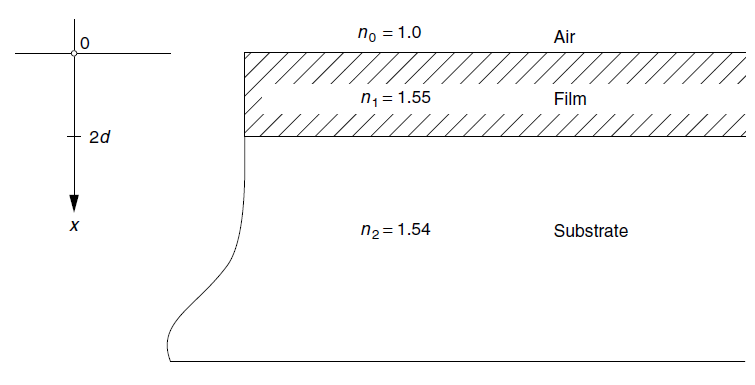 0
n₀ = 1.0 Air
n₁ = 1.55 Film
2d
n₂ = 1.54 Substrate
x